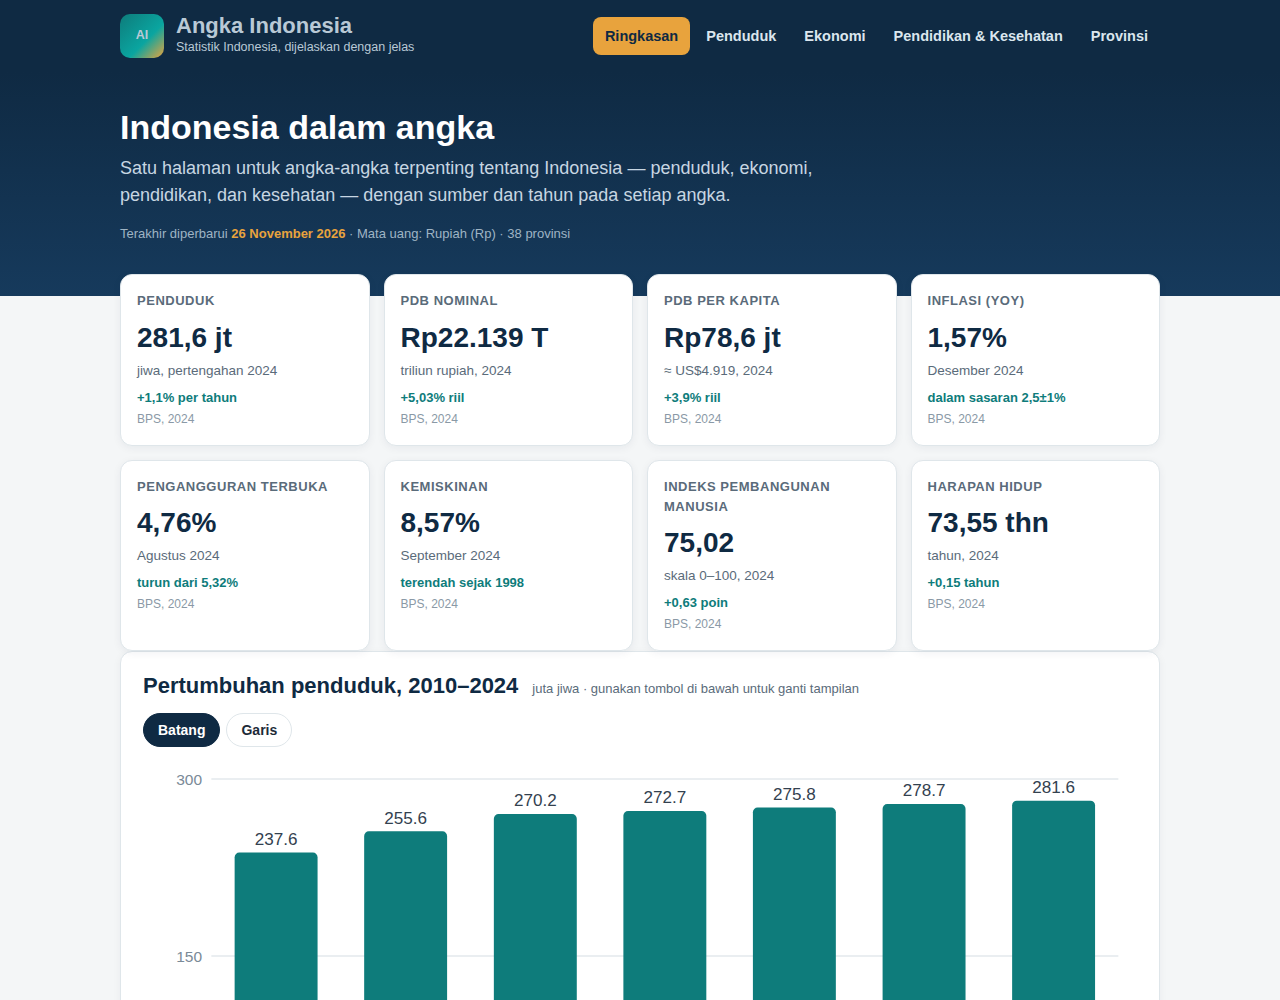 AI
Angka Indonesia
Statistik Indonesia, dijelaskan dengan jelas
Ringkasan
Penduduk
Ekonomi
Pendidikan & Kesehatan
Provinsi
Indonesia dalam angka
Satu halaman untuk angka-angka terpenting tentang Indonesia — penduduk, ekonomi,
pendidikan, dan kesehatan — dengan sumber dan tahun pada setiap angka.
Terakhir diperbarui 26 November 2026 · Mata uang: Rupiah (Rp) · 38 provinsi
PENDUDUK
281,6 jt
jiwa, pertengahan 2024
+1,1% per tahun
BPS, 2024
PDB NOMINAL
Rp22.139 T
triliun rupiah, 2024
+5,03% riil
BPS, 2024
PDB PER KAPITA
Rp78,6 jt
≈ US$4.919, 2024
+3,9% riil
BPS, 2024
INFLASI (YOY)
1,57%
Desember 2024
dalam sasaran 2,5±1%
BPS, 2024
PENGANGGURAN TERBUKA
4,76%
Agustus 2024
turun dari 5,32%
BPS, 2024
KEMISKINAN
8,57%
September 2024
terendah sejak 1998
BPS, 2024
INDEKS PEMBANGUNAN
MANUSIA
75,02
skala 0–100, 2024
+0,63 poin
BPS, 2024
HARAPAN HIDUP
73,55 thn
tahun, 2024
+0,15 tahun
BPS, 2024
Pertumbuhan penduduk, 2010–2024
juta jiwa · gunakan tombol di bawah untuk ganti tampilan
Batang
Garis
300
237.6
255.6
270.2
272.7
275.8
278.7
281.6
150